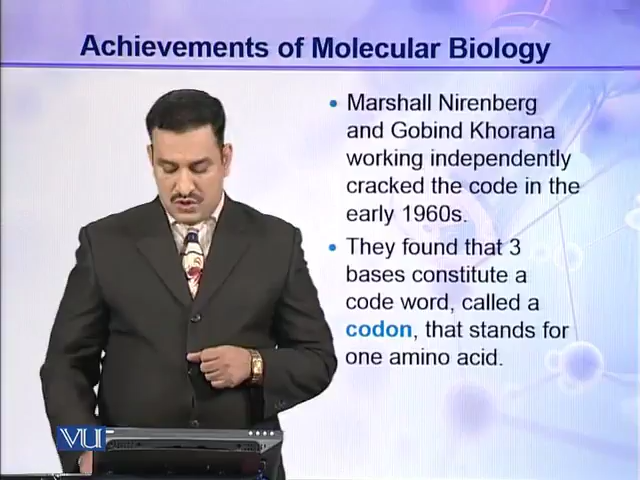 Achievements of Molecular Biology
• Marshall Nirenberg
and Gobind Khorana
working independently
cracked the code in the
early 1960s.
• They found that 3
bases constitute a
code word, called a
codon, that stands for
one amino acid.
VU